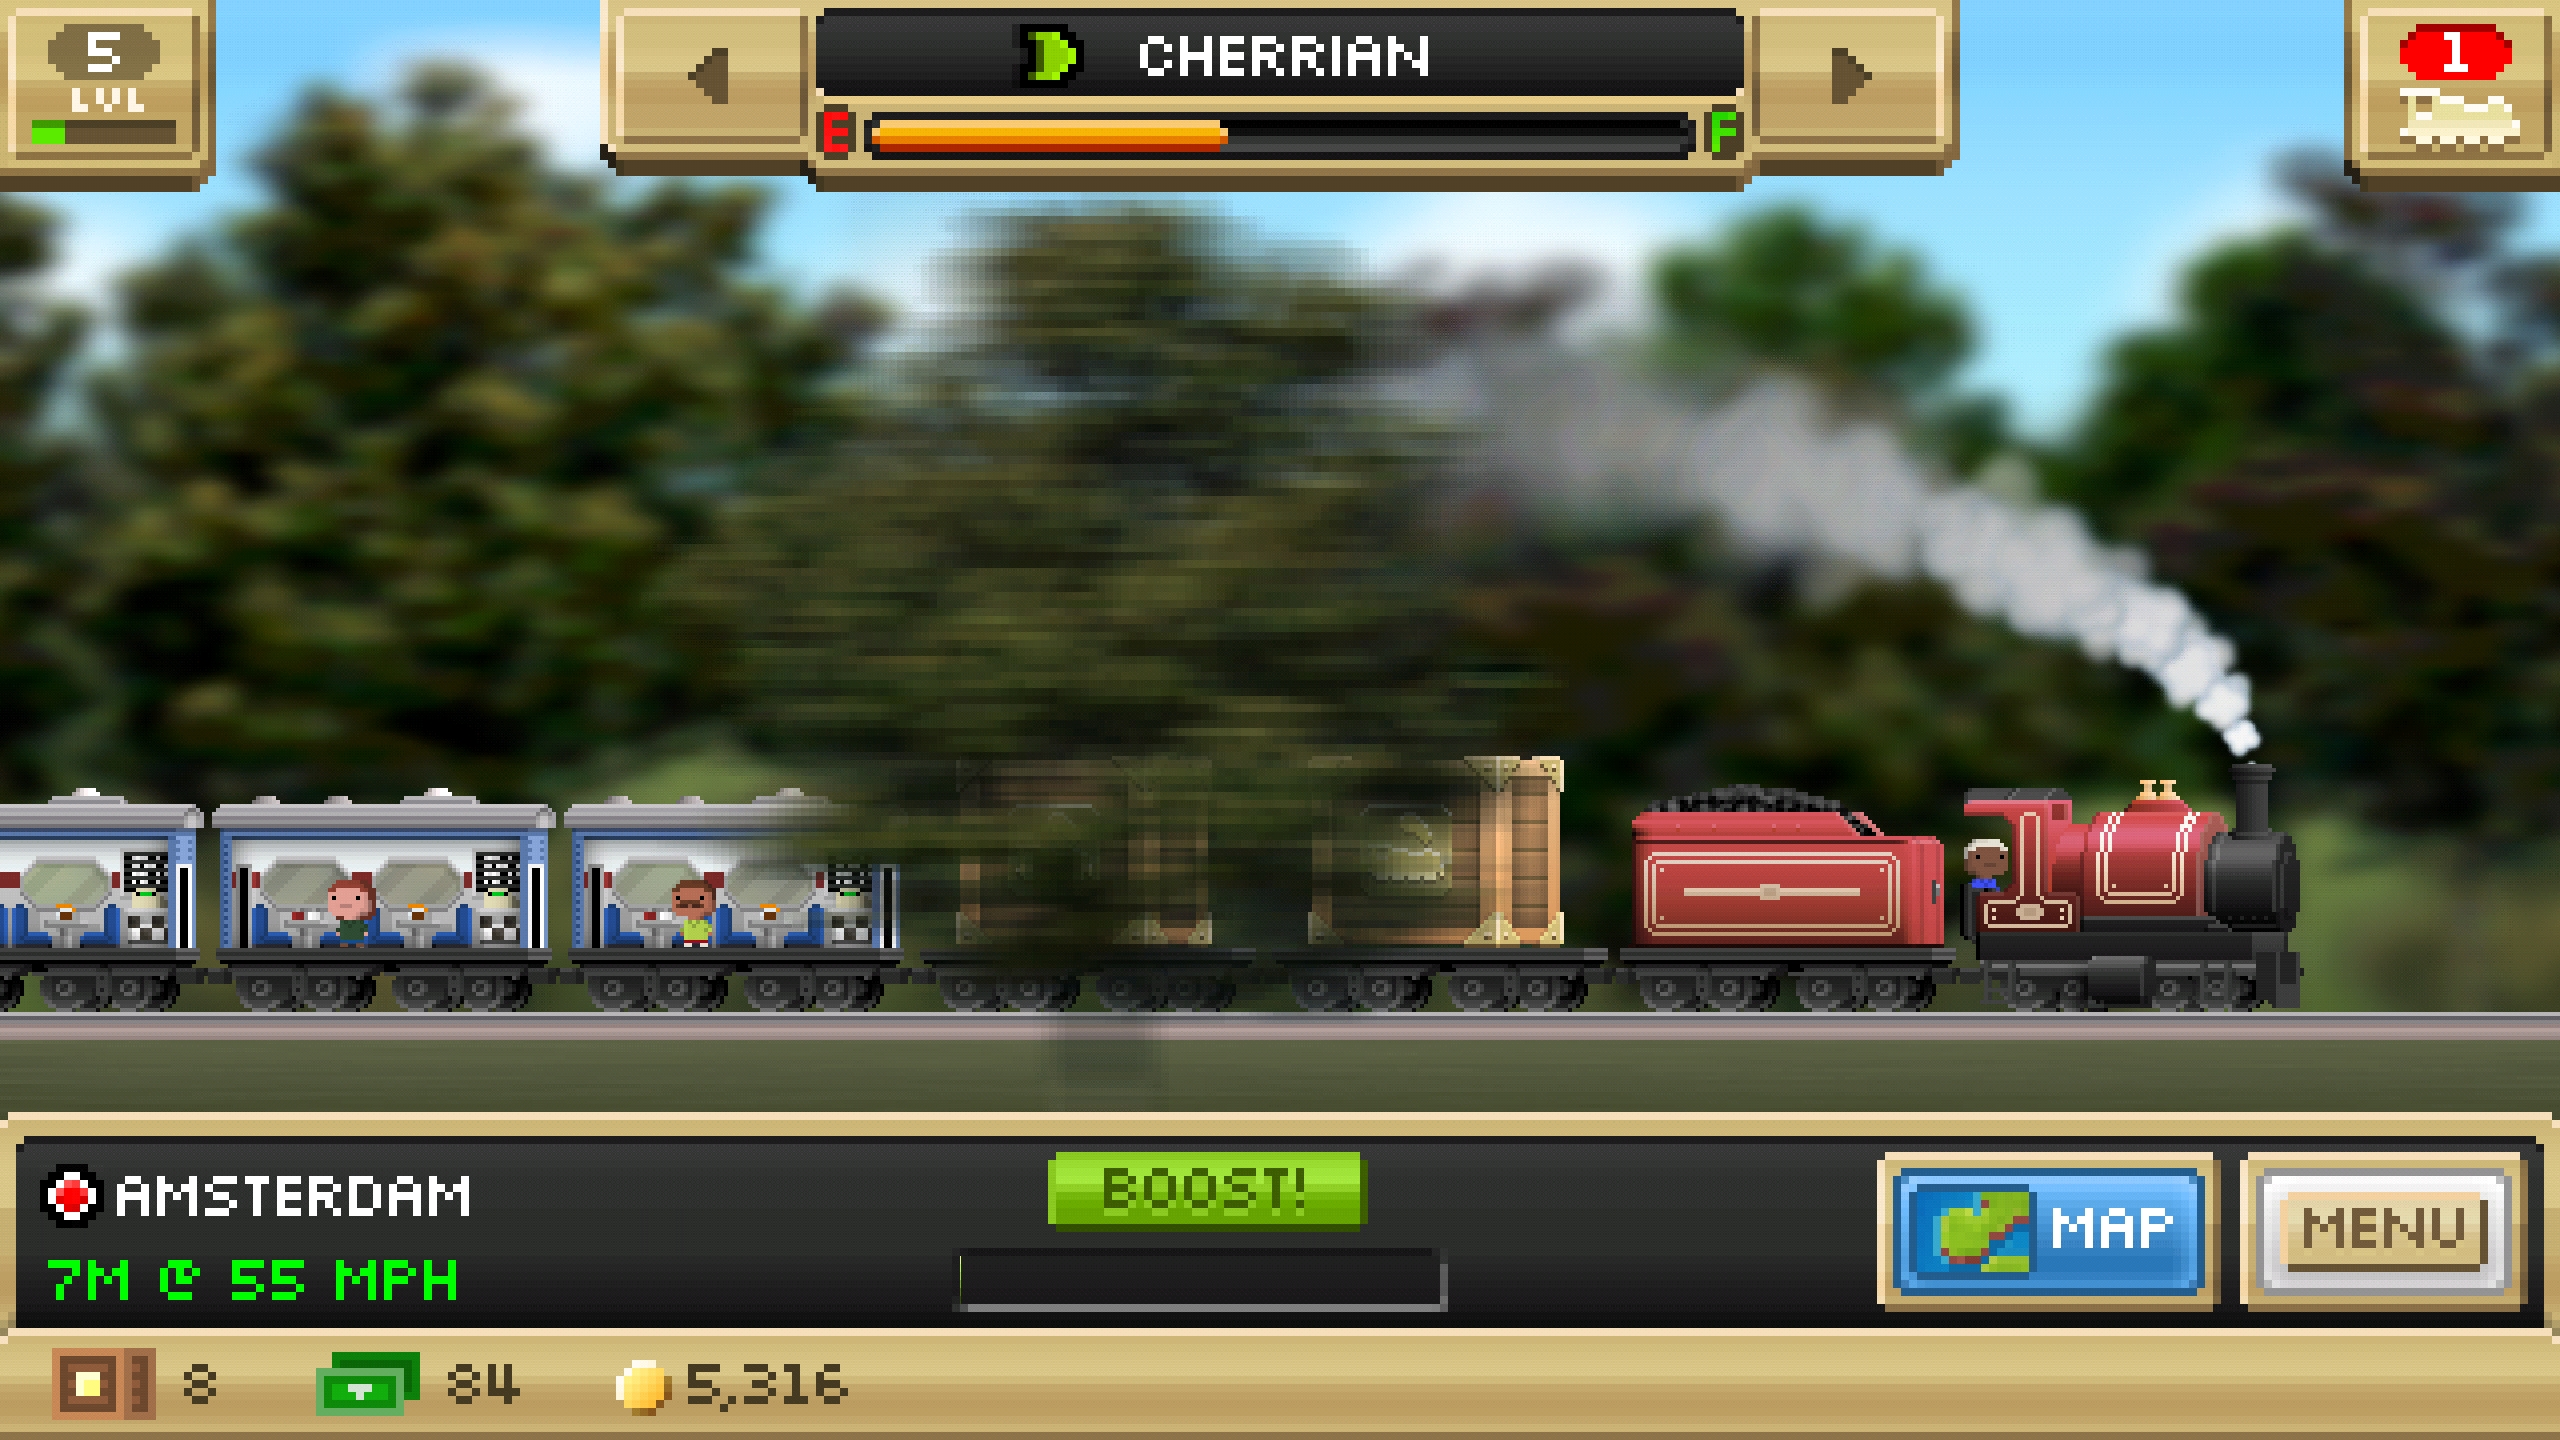 5
LVL
CHERRIAN
E
F
1
AMSTERDAM
7M @ 55 MPH
BOOST!
MAP
MENU
8
84
5,316